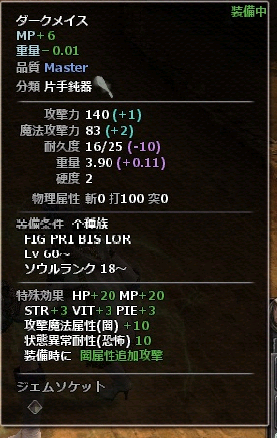 装備中
ダークメイス
MP+6
重量-0.01
品質 Master
分類 片手鈍器
攻撃力 140 (+1)
魔法攻撃力 83 (+2)
耐久度 16/25 (-10)
重量 3.90 (+0.11)
硬度 2
物理属性 斬0 打100 突0
装備条件 全種族
FIG PRI BIS LOR
Lv 60~
ソウルランク 18~
特殊効果 HP+20 MP+20
STR+3 VIT+3 PIE+3
攻撃魔法属性(闇) +10
状態異常耐性(恐怖) 10
装備時に 闇属性追加攻撃
ジェムソケット